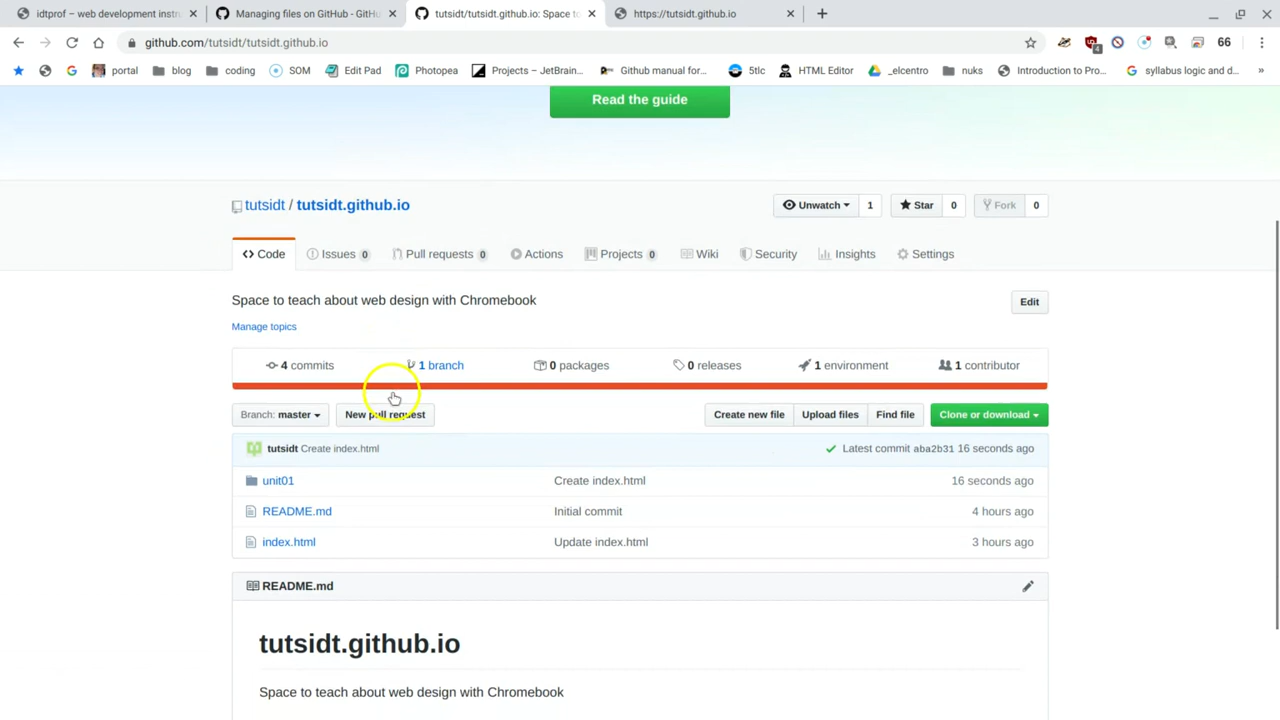 idtprof – web development instru
Managing files on GitHub - GitHu
tutsidt/tutsidt.github.io: Space to
https://tutsidt.github.io
github.com/tutsidt/tutsidt.github.io
4
66
portal
blog
coding
SOM
Edit Pad
Photopea
Projects – JetBrain...
Github manual for...
5tlc
HTML Editor
_elcentro
nuks
Introduction to Pro...
syllabus logic and d...
»
Read the guide
tutsidt / tutsidt.github.io
Unwatch 1
Star 0
Fork 0
Code
Issues 0
Pull requests 0
Actions
Projects 0
Wiki
Security
Insights
Settings
Space to teach about web design with Chromebook
Edit
Manage topics
4 commits
1 branch
0 packages
0 releases
1 environment
1 contributor
Branch: master
New pull request
Create new file
Upload files
Find file
Clone or download
tutsidt Create index.html
Latest commit aba2b31 16 seconds ago
unit01 Create index.html 16 seconds ago
README.md Initial commit 4 hours ago
index.html Update index.html 3 hours ago
README.md
tutsidt.github.io
Space to teach about web design with Chromebook